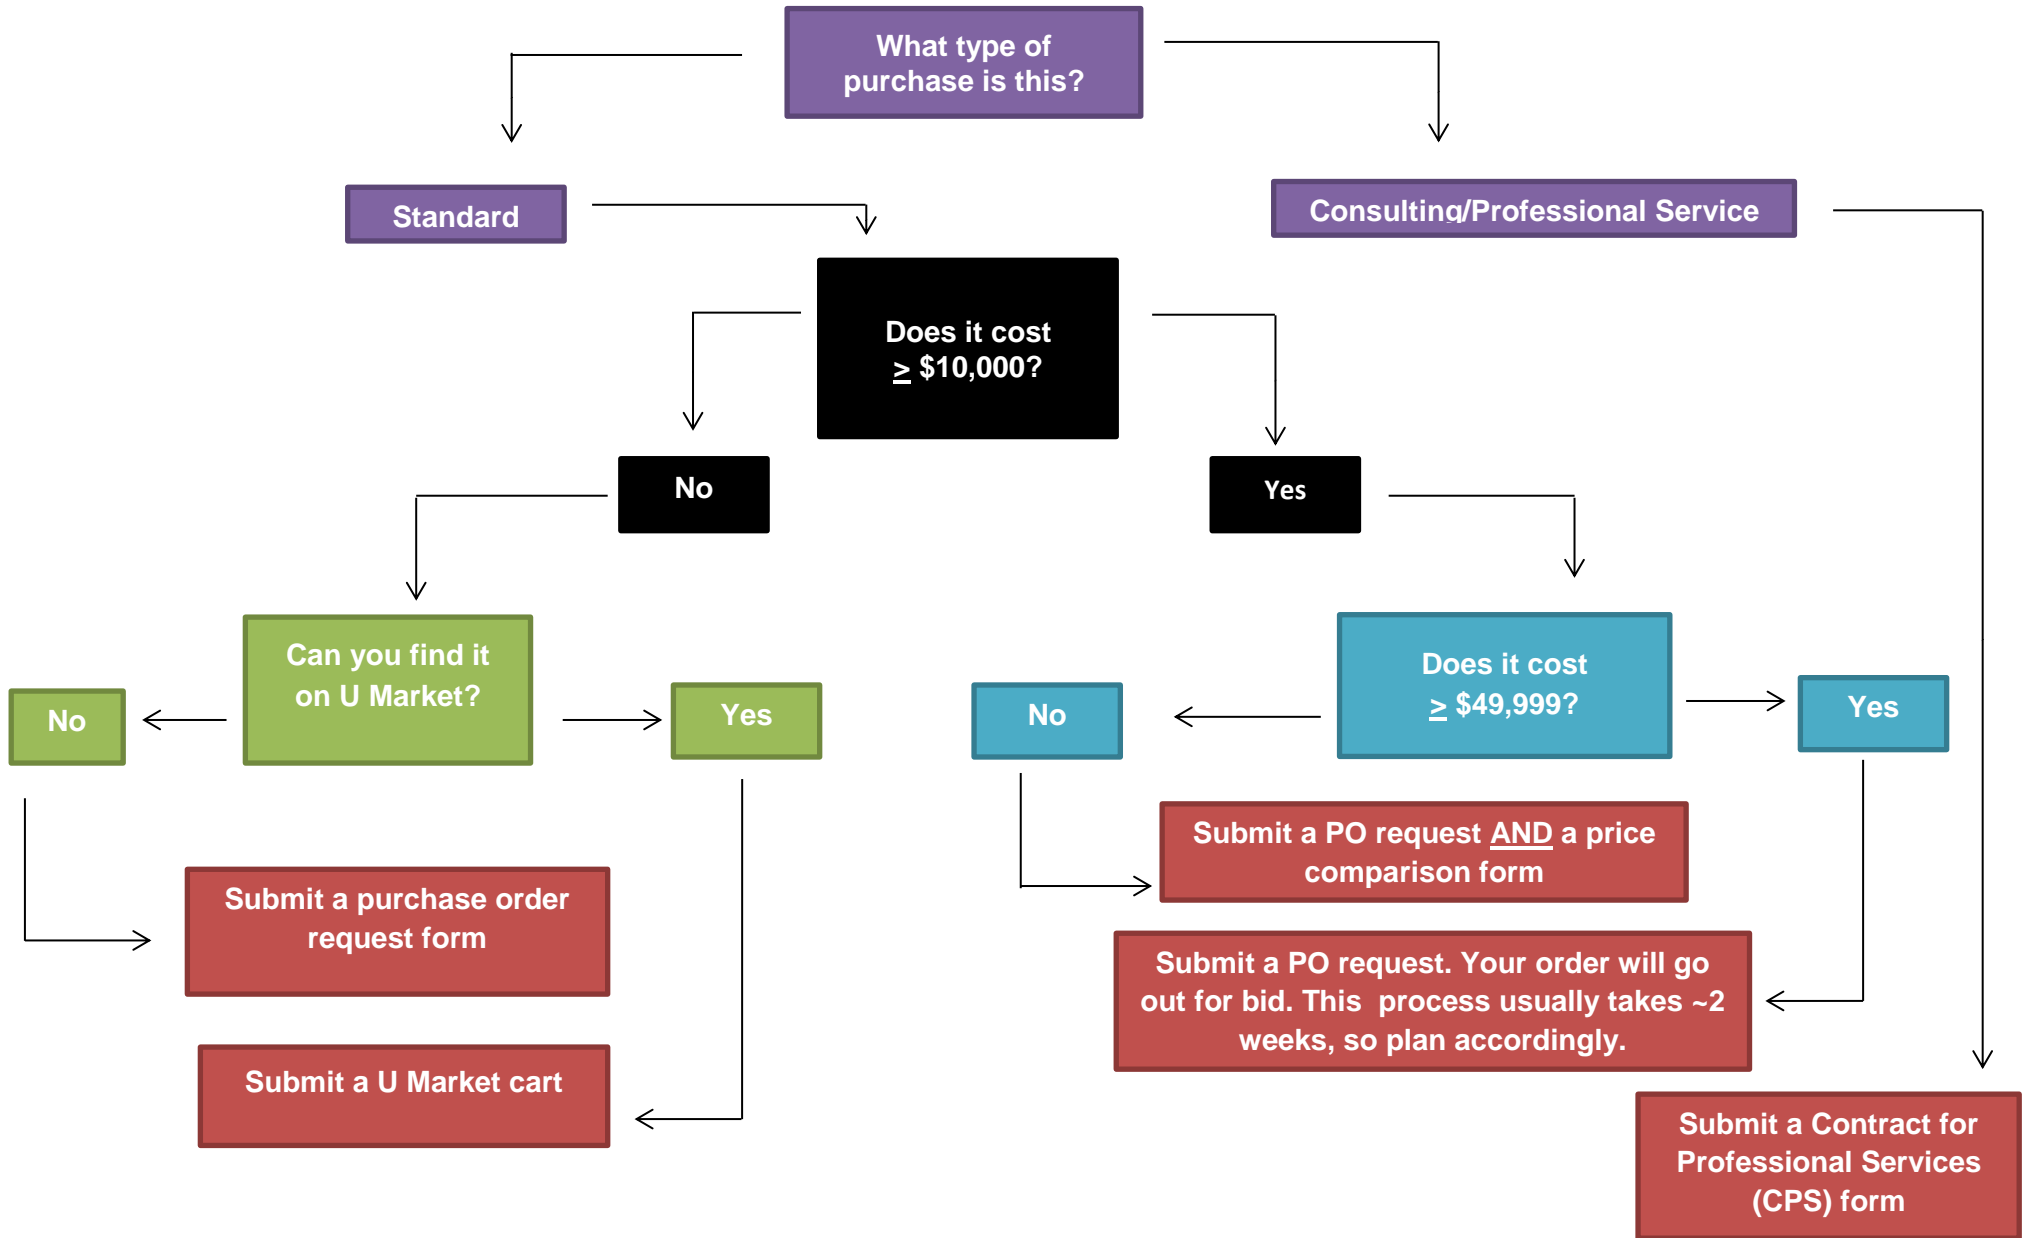 What type of
purchase is this?
Standard
Consulting/Professional Service
Does it cost
≥ $10,000?
No
Yes
Can you find it
on U Market?
No
Yes
Does it cost
≥ $49,999?
No
Yes
Submit a PO request AND a price
comparison form
Submit a purchase order
request form
Submit a PO request. Your order will go
out for bid. This  process usually takes ~2
weeks, so plan accordingly.
Submit a U Market cart
Submit a Contract for
Professional Services
(CPS) form